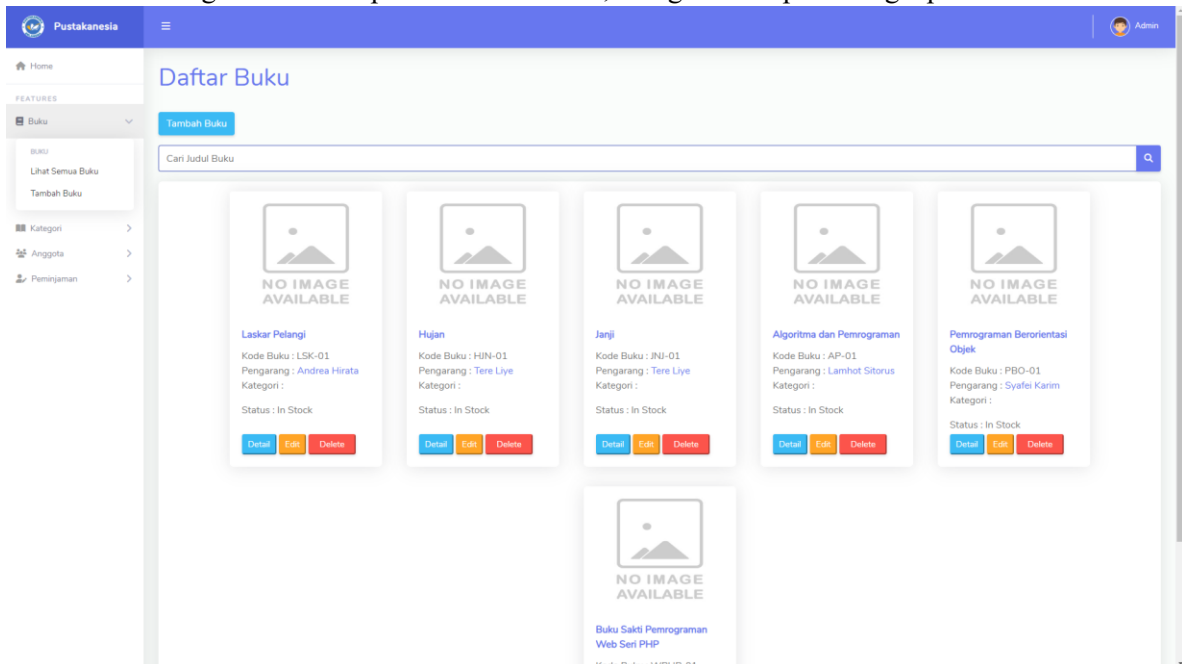 Pustakanesia
Admin
Home
FEATURES
Buku
BUKU
Lihat Semua Buku
Tambah Buku
Kategori
Anggota
Peminjaman
Daftar Buku
Tambah Buku
Cari Judul Buku
NO IMAGE
AVAILABLE
Laskar Pelangi
Kode Buku : LSK-01
Pengarang : Andrea Hirata
Kategori :
Status : In Stock
Detail Edit Delete
NO IMAGE
AVAILABLE
Hujan
Kode Buku : HJN-01
Pengarang : Tere Liye
Kategori :
Status : In Stock
Detail Edit Delete
NO IMAGE
AVAILABLE
Janji
Kode Buku : JNJ-01
Pengarang : Tere Liye
Kategori :
Status : In Stock
Detail Edit Delete
NO IMAGE
AVAILABLE
Algoritma dan Pemrograman
Kode Buku : AP-01
Pengarang : Lamhot Sitorus
Kategori :
Status : In Stock
Detail Edit Delete
NO IMAGE
AVAILABLE
Pemrograman Berorientasi
Objek
Kode Buku : PBO-01
Pengarang : Syafei Karim
Kategori :
Status : In Stock
Detail Edit Delete
NO IMAGE
AVAILABLE
Buku Sakti Pemrograman
Web Seri PHP